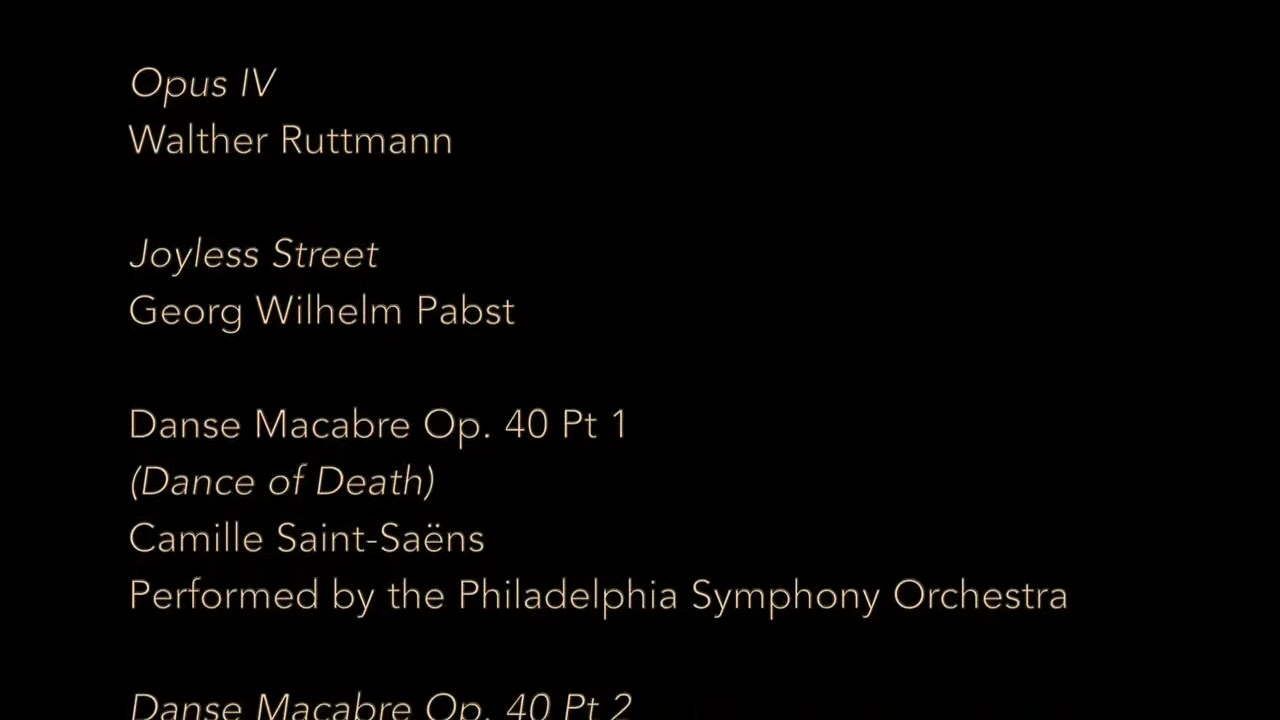 Opus IV
Walther Ruttmann
Joyless Street
Georg Wilhelm Pabst
Danse Macabre Op. 40 Pt 1
(Dance of Death)
Camille Saint-Saëns
Performed by the Philadelphia Symphony Orchestra
Danse Macabre Op. 40 Pt 2